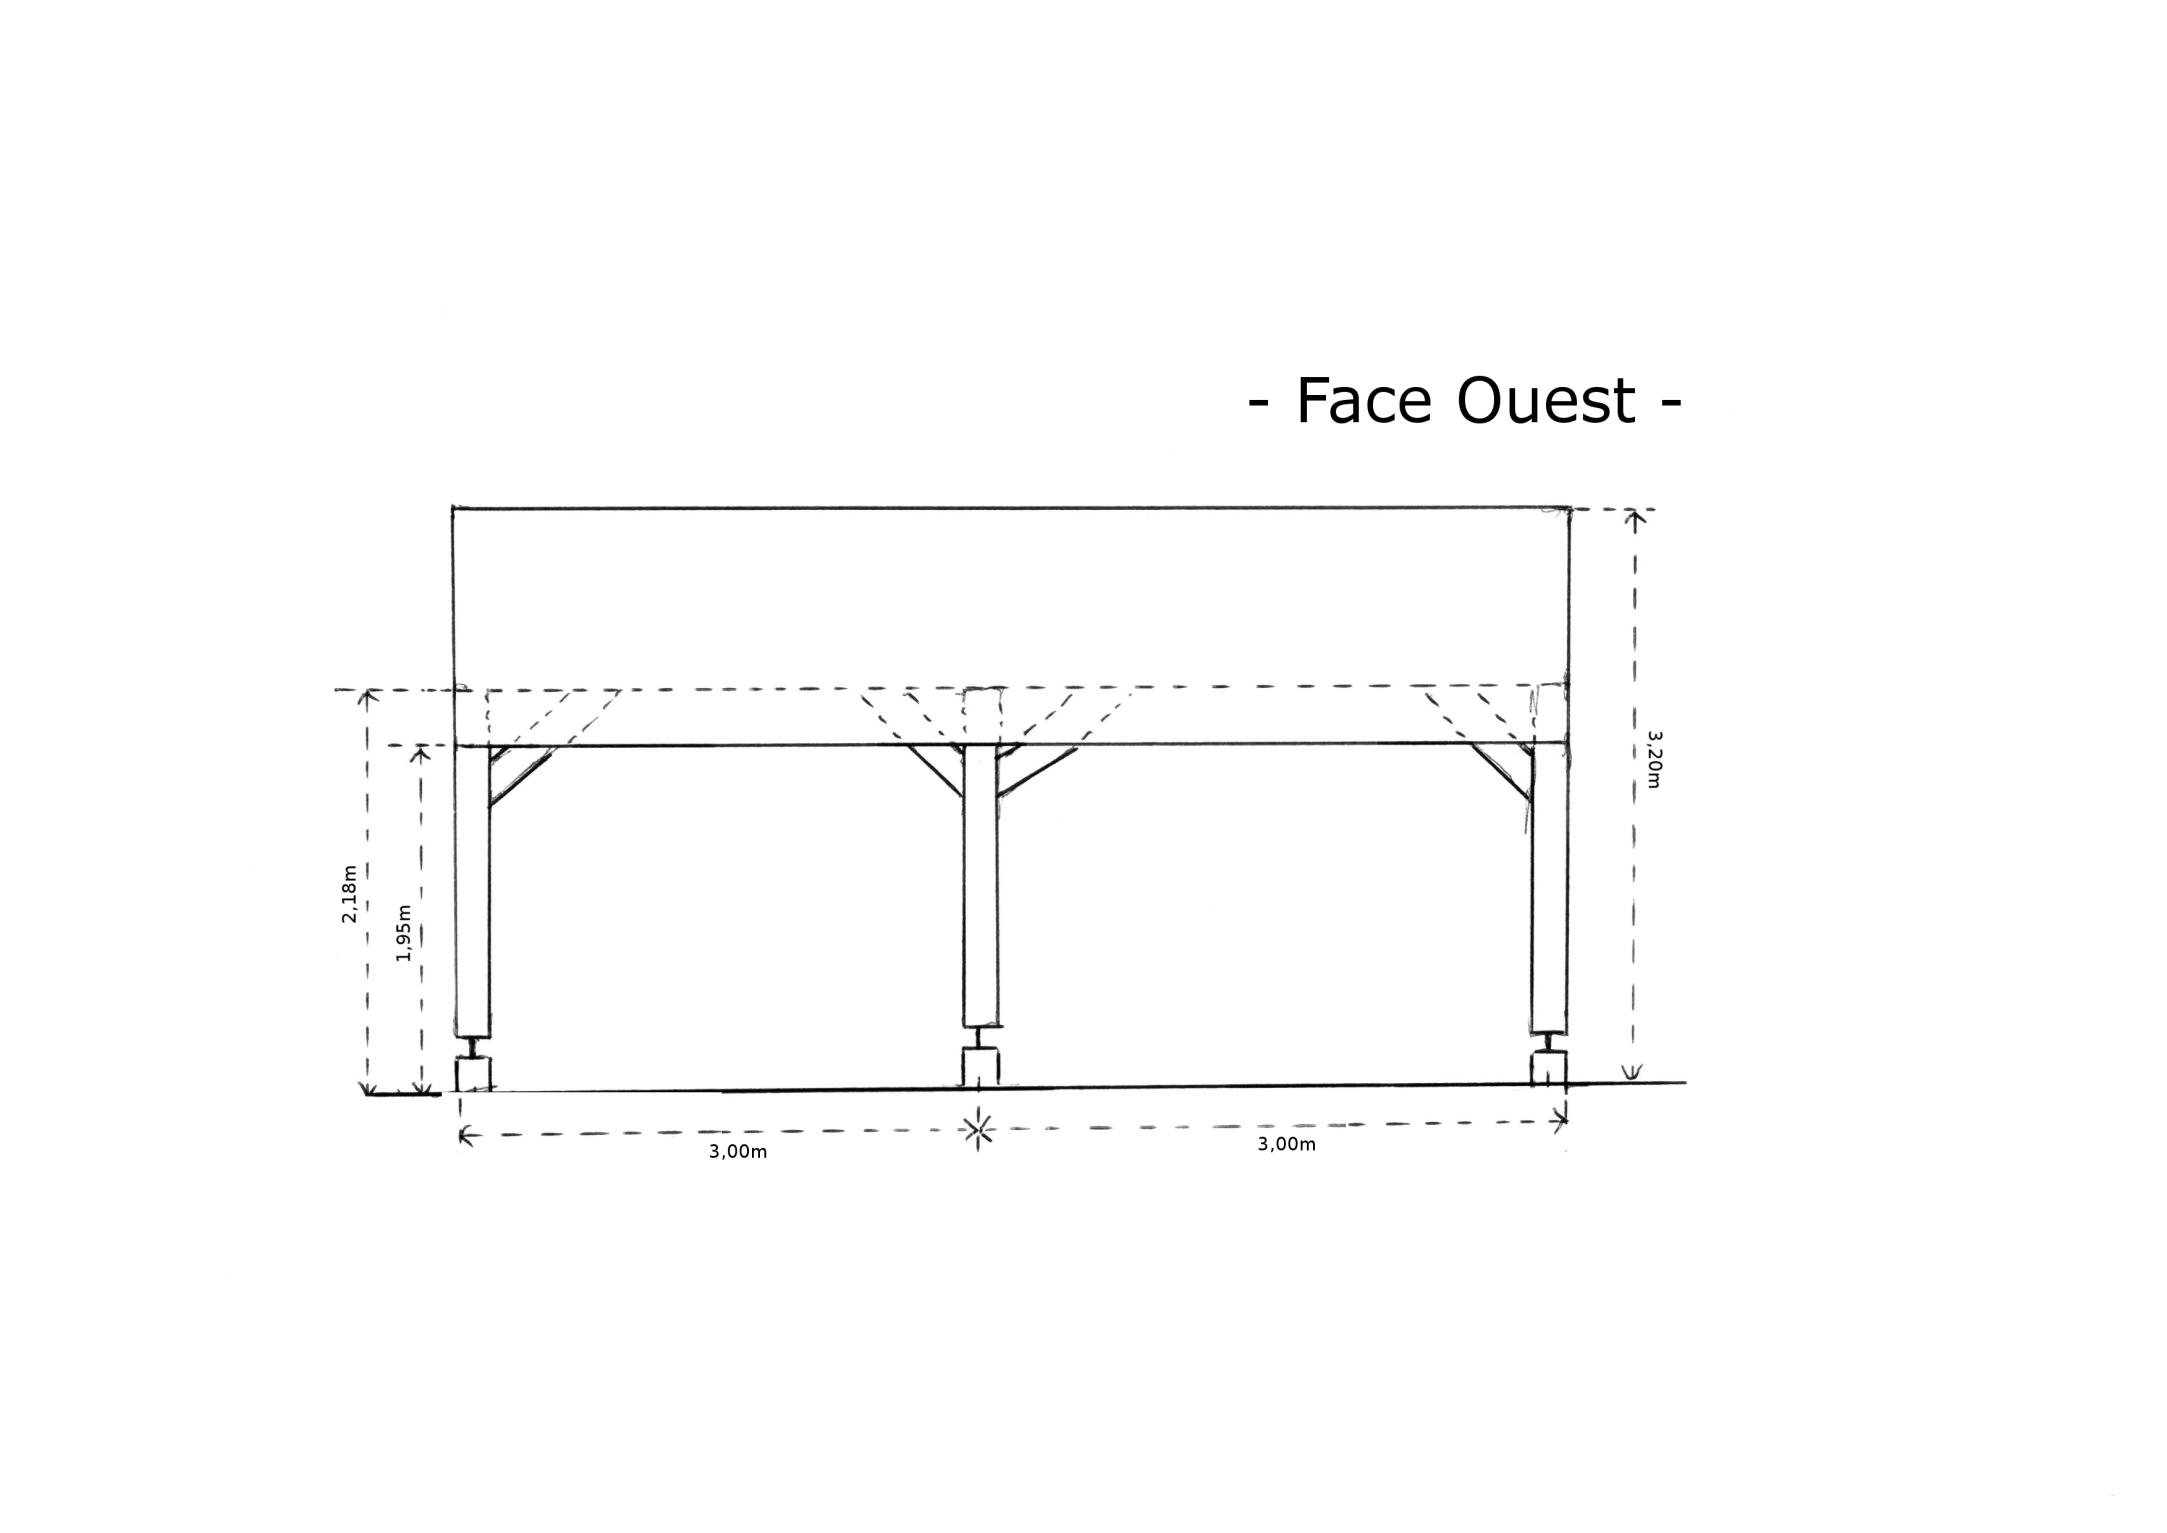 - Face Ouest -
3,20m
2,18m
1,95m
3,00m
3,00m